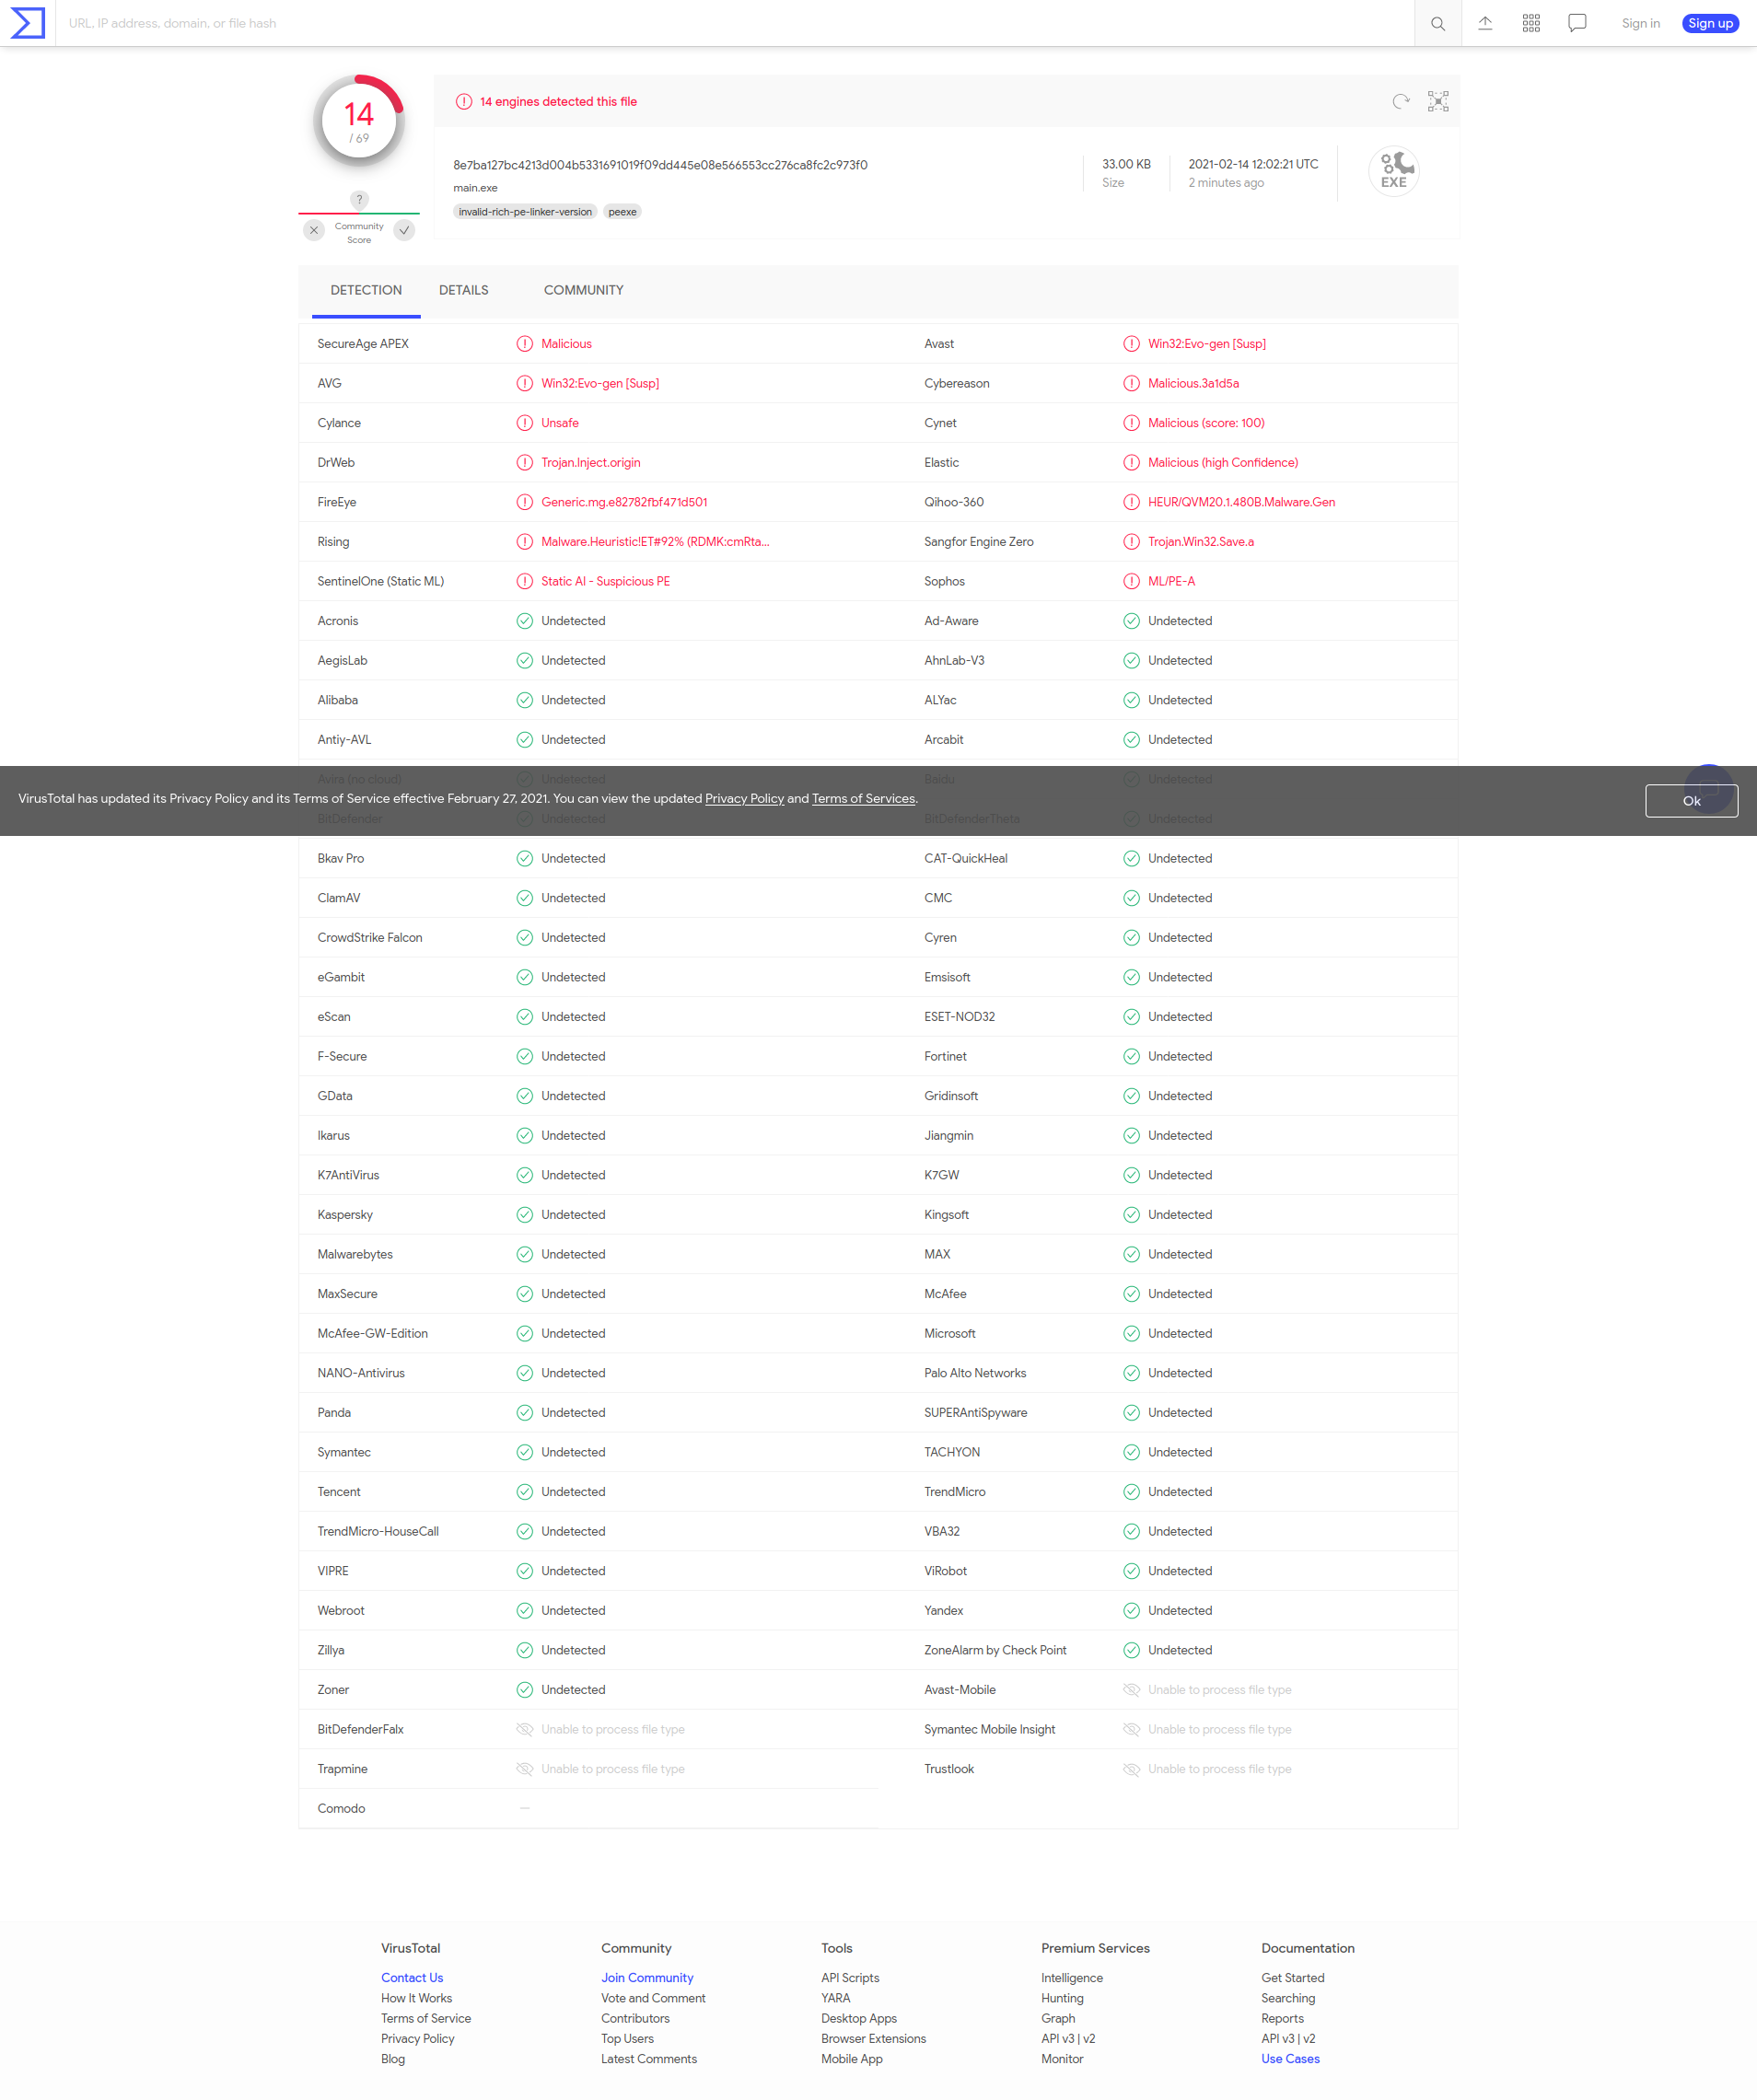 URL, IP address, domain, or file hash
Sign in
Sign up
14
/ 69
?
Community
Score
14 engines detected this file
8e7ba127bc4213d004b5331691019f09dd445e08e566553cc276ca8fc2c973f0
main.exe
invalid-rich-pe-linker-version peexe
33.00 KB
Size
2021-02-14 12:02:21 UTC
2 minutes ago
EXE
DETECTION DETAILS COMMUNITY
SecureAge APEX Malicious Avast Win32:Evo-gen [Susp]
AVG Win32:Evo-gen [Susp] Cybereason Malicious.3a1d5a
Cylance Unsafe Cynet Malicious (score: 100)
DrWeb Trojan.Inject.origin Elastic Malicious (high Confidence)
FireEye Generic.mg.e82782fbf471d501 Qihoo-360 HEUR/QVM20.1.480B.Malware.Gen
Rising Malware.Heuristic!ET#92% (RDMK:cmRta... Sangfor Engine Zero Trojan.Win32.Save.a
SentinelOne (Static ML) Static AI - Suspicious PE Sophos ML/PE-A
Acronis Undetected Ad-Aware Undetected
AegisLab Undetected AhnLab-V3 Undetected
Alibaba Undetected ALYac Undetected
Antiy-AVL Undetected Arcabit Undetected
Avira (no cloud) Undetected Baidu Undetected
VirusTotal has updated its Privacy Policy and its Terms of Service effective February 27, 2021. You can view the updated Privacy Policy and Terms of Services.
Ok
BitDefender Undetected BitDefenderTheta Undetected
Bkav Pro Undetected CAT-QuickHeal Undetected
ClamAV Undetected CMC Undetected
CrowdStrike Falcon Undetected Cyren Undetected
eGambit Undetected Emsisoft Undetected
eScan Undetected ESET-NOD32 Undetected
F-Secure Undetected Fortinet Undetected
GData Undetected Gridinsoft Undetected
Ikarus Undetected Jiangmin Undetected
K7AntiVirus Undetected K7GW Undetected
Kaspersky Undetected Kingsoft Undetected
Malwarebytes Undetected MAX Undetected
MaxSecure Undetected McAfee Undetected
McAfee-GW-Edition Undetected Microsoft Undetected
NANO-Antivirus Undetected Palo Alto Networks Undetected
Panda Undetected SUPERAntiSpyware Undetected
Symantec Undetected TACHYON Undetected
Tencent Undetected TrendMicro Undetected
TrendMicro-HouseCall Undetected VBA32 Undetected
VIPRE Undetected ViRobot Undetected
Webroot Undetected Yandex Undetected
Zillya Undetected ZoneAlarm by Check Point Undetected
Zoner Undetected Avast-Mobile Unable to process file type
BitDefenderFalx Unable to process file type Symantec Mobile Insight Unable to process file type
Trapmine Unable to process file type Trustlook Unable to process file type
Comodo —
VirusTotal
Contact Us
How It Works
Terms of Service
Privacy Policy
Blog
Community
Join Community
Vote and Comment
Contributors
Top Users
Latest Comments
Tools
API Scripts
YARA
Desktop Apps
Browser Extensions
Mobile App
Premium Services
Intelligence
Hunting
Graph
API v3 | v2
Monitor
Documentation
Get Started
Searching
Reports
API v3 | v2
Use Cases